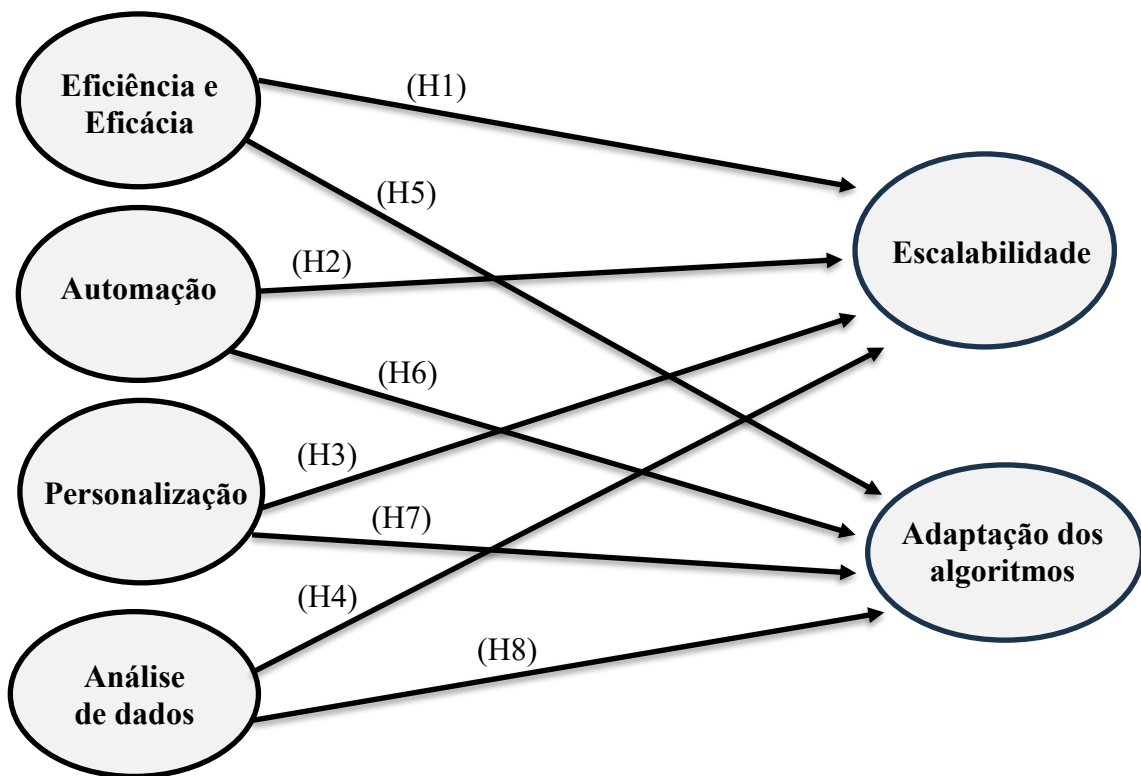 Eficiência e
Eficácia
(H1)
(H5)
Escalabilidade
Automação
(H2)
(H6)
Personalização
(H3)
(H7)
Adaptação dos
algoritmos
(H4)
Análise
de dados
(H8)